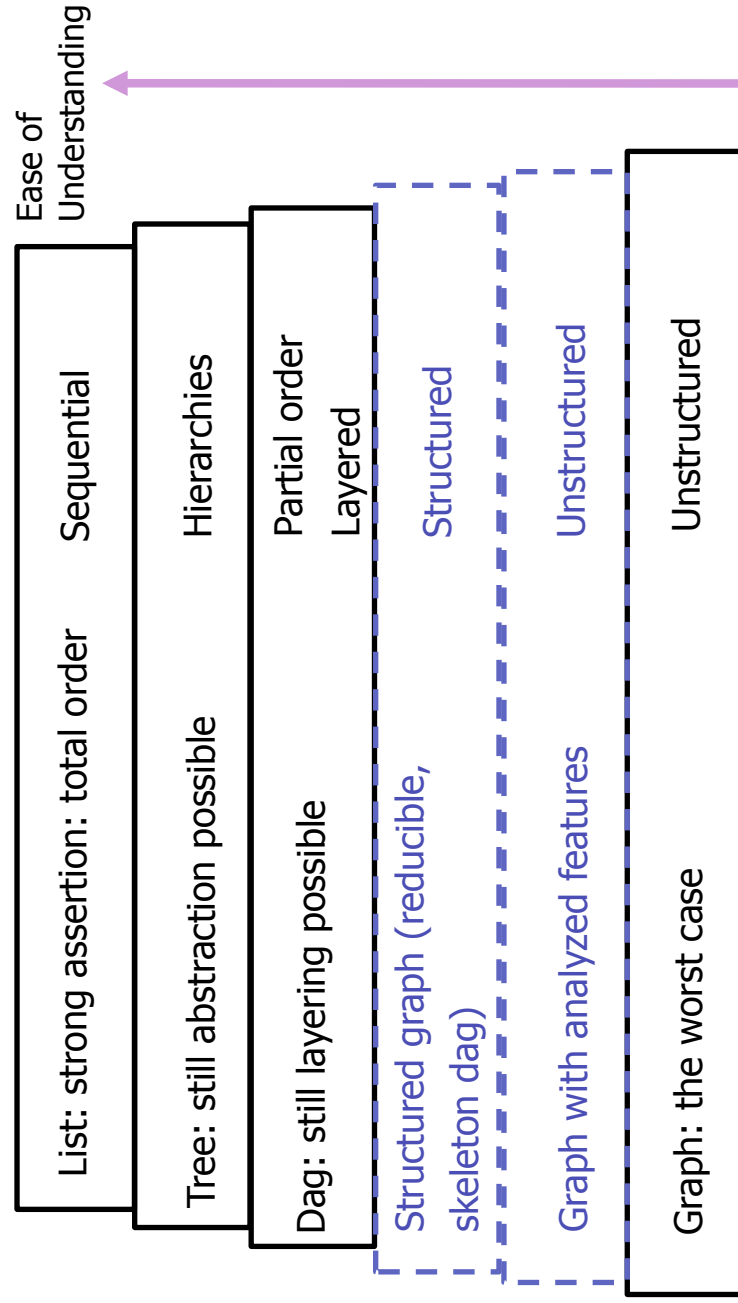 Ease of
Understanding
List: strong assertion: total order Sequential
Tree: still abstraction possible Hierarchies
Dag: still layering possible Partial order
Layered
Structured graph (reducible, Structured
skeleton dag)
Graph with analyzed features Unstructured
Graph: the worst case Unstructured